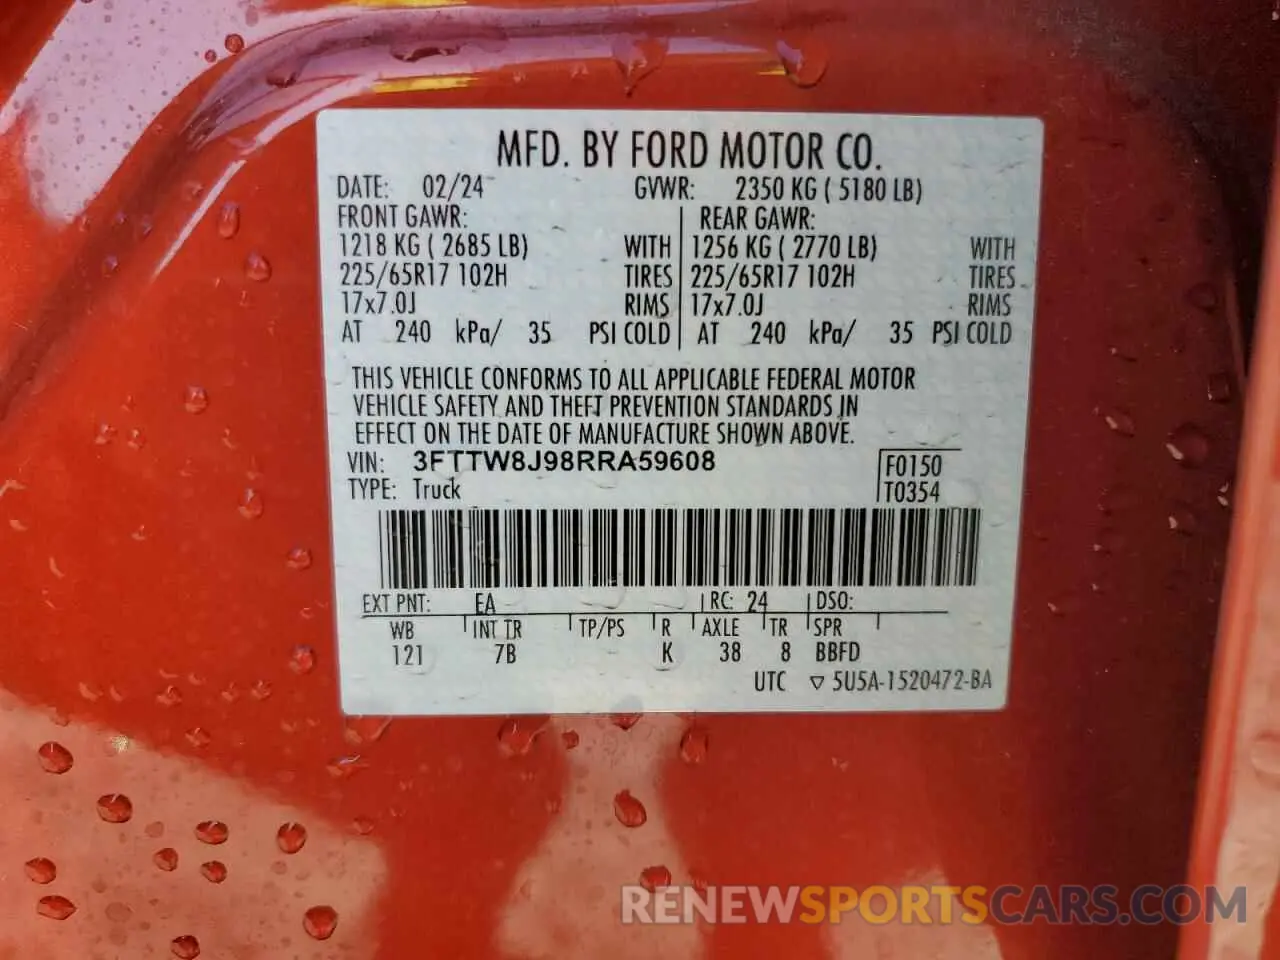 MFD. BY FORD MOTOR CO.
DATE: 02/24 GVWR: 2350 KG ( 5180 LB)
FRONT GAWR: REAR GAWR:
1218 KG ( 2685 LB) WITH 1256 KG ( 2770 LB) WITH
225/65R17 102H TIRES 225/65R17 102H TIRES
17x7.0J RIMS 17x7.0J RIMS
AT 240 kPa/ 35 PSI COLD AT 240 kPa/ 35 PSI COLD
THIS VEHICLE CONFORMS TO ALL APPLICABLE FEDERAL MOTOR
VEHICLE SAFETY AND THEFT PREVENTION STANDARDS IN
EFFECT ON THE DATE OF MANUFACTURE SHOWN ABOVE.
VIN: 3FTTW8J98RRA59608 F0150
TYPE: Truck T0354
EXT PNT: EA RC: 24 DSO:
WB INT TR TP/PS R AXLE TR SPR
121 7B K 38 8 BBFD
UTC ▽ 5U5A-1520472-BA
RENEWSPORTSCARS.COM